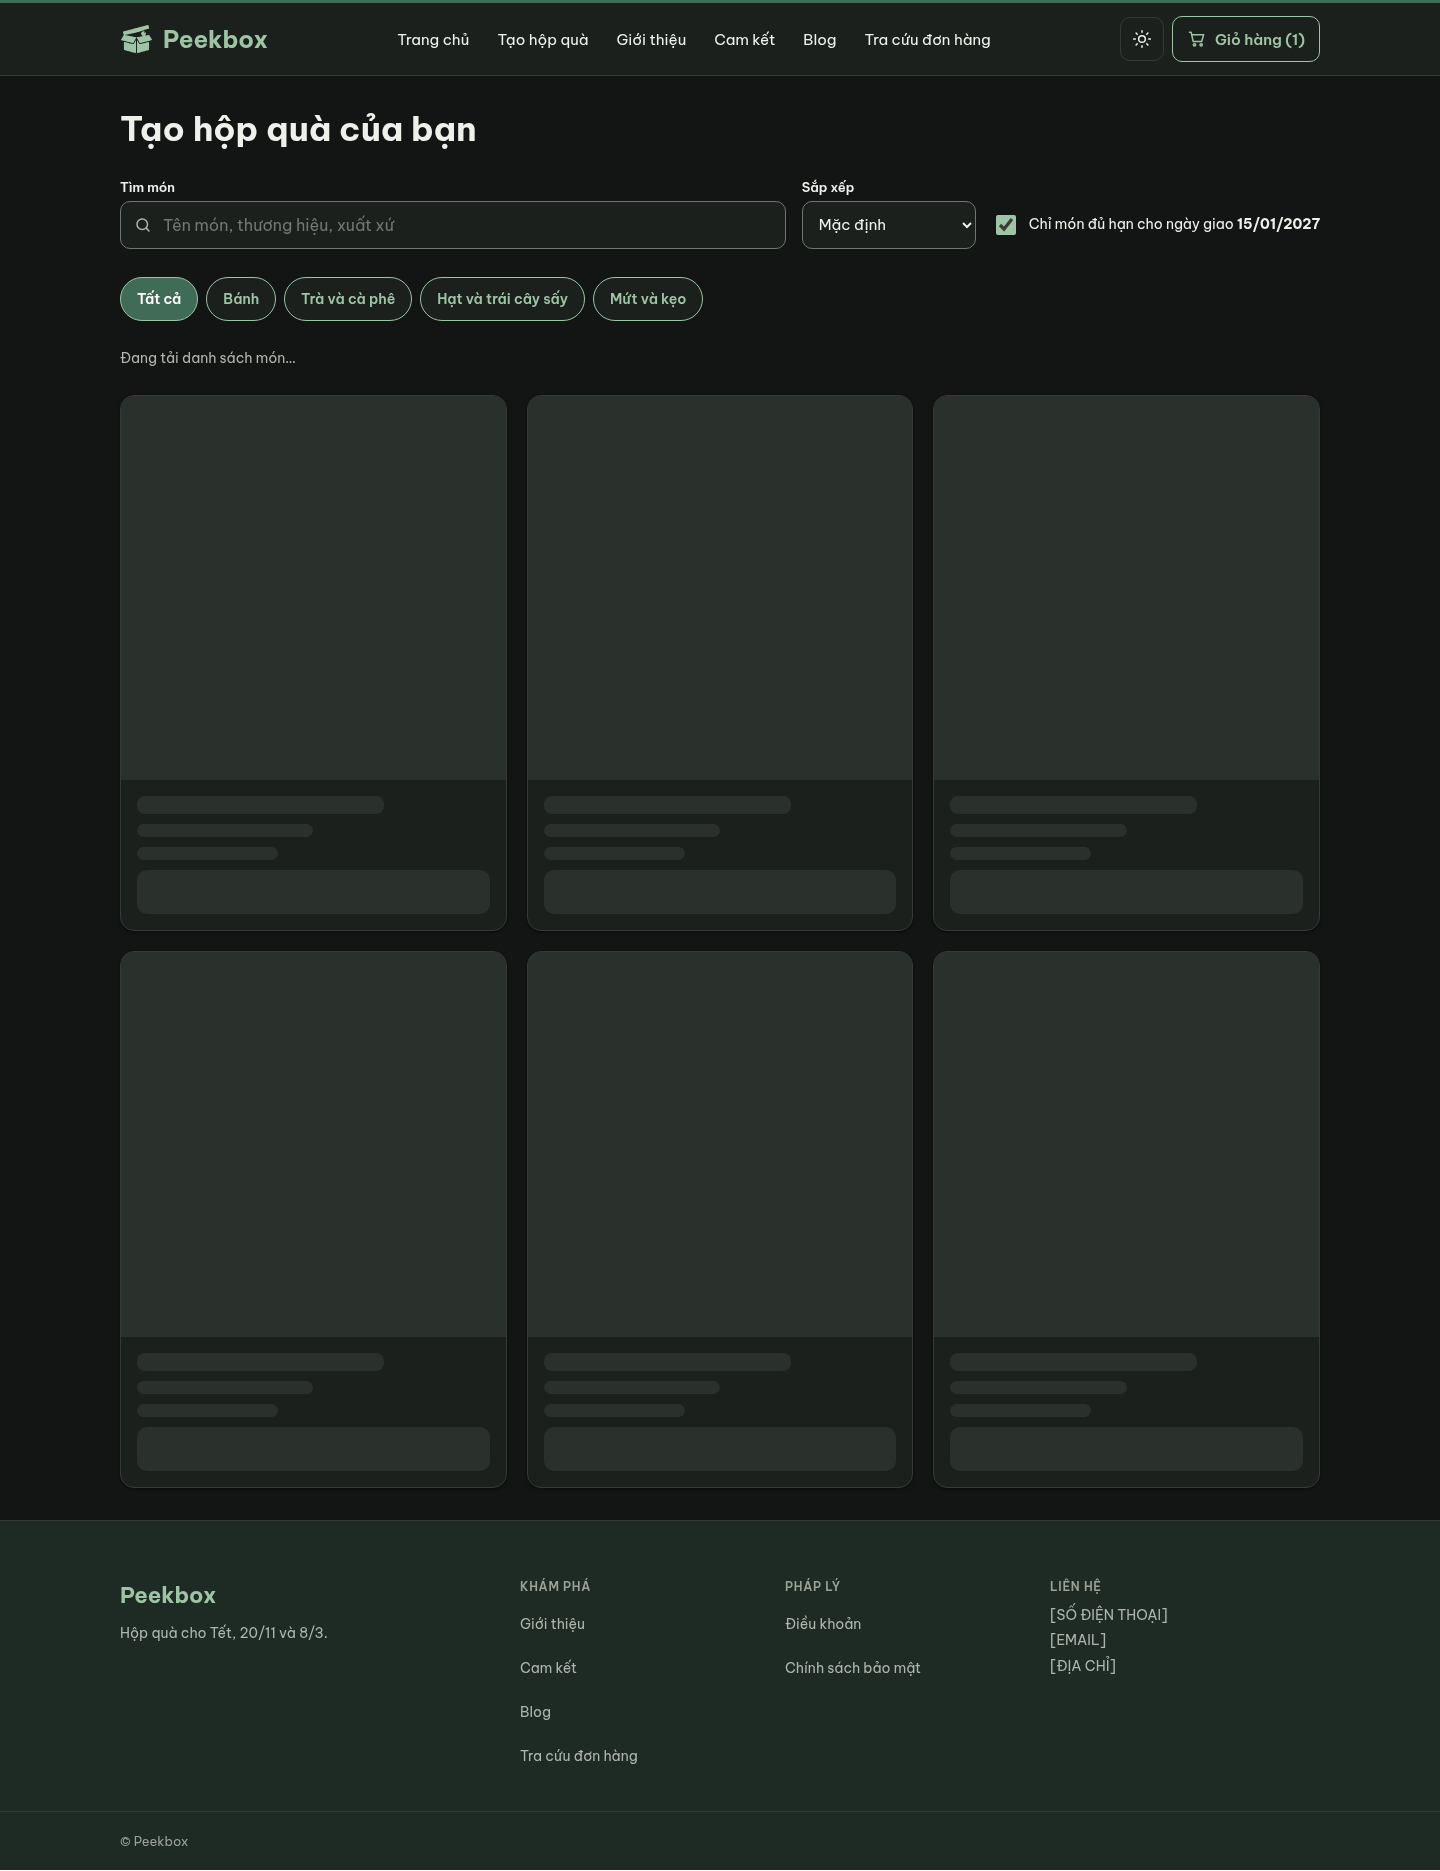 Peekbox
Trang chủ
Tạo hộp quà
Giới thiệu
Cam kết
Blog
Tra cứu đơn hàng
Giỏ hàng (1)
Tạo hộp quà của bạn
Tìm món
Tên món, thương hiệu, xuất xứ
Sắp xếp
Mặc định
Chỉ món đủ hạn cho ngày giao 15/01/2027
Tất cả
Bánh
Trà và cà phê
Hạt và trái cây sấy
Mứt và kẹo
Đang tải danh sách món…
Peekbox
Hộp quà cho Tết, 20/11 và 8/3.
KHÁM PHÁ
Giới thiệu
Cam kết
Blog
Tra cứu đơn hàng
PHÁP LÝ
Điều khoản
Chính sách bảo mật
LIÊN HỆ
[SỐ ĐIỆN THOẠI]
[EMAIL]
[ĐỊA CHỈ]
© Peekbox